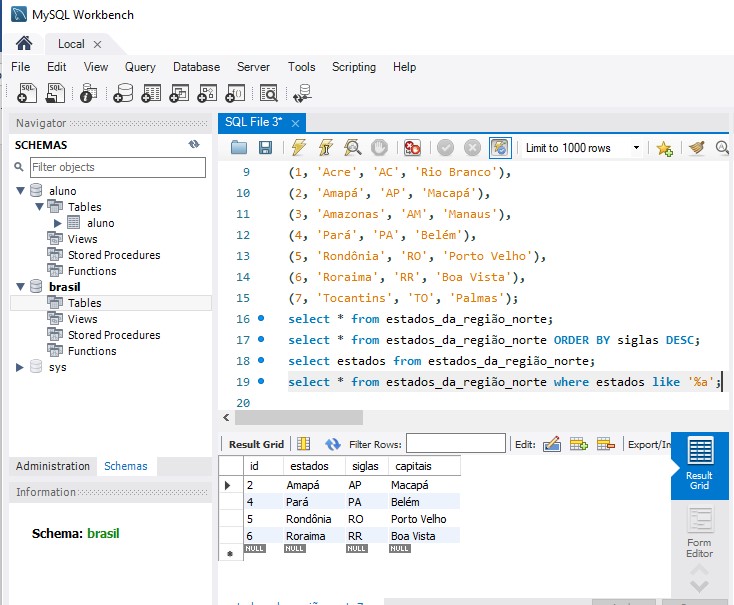 MySQL Workbench
Local
File Edit View Query Database Server Tools Scripting Help
Navigator
SCHEMAS
Filter objects
aluno
Tables
aluno
Views
Stored Procedures
Functions
brasil
Tables
Views
Stored Procedures
Functions
sys
Administration Schemas
Information
Schema: brasil
SQL File 3*
Limit to 1000 rows
9 (1, 'Acre', 'AC', 'Rio Branco'),
10 (2, 'Amapá', 'AP', 'Macapá'),
11 (3, 'Amazonas', 'AM', 'Manaus'),
12 (4, 'Pará', 'PA', 'Belém'),
13 (5, 'Rondônia', 'RO', 'Porto Velho'),
14 (6, 'Roraima', 'RR', 'Boa Vista'),
15 (7, 'Tocantins', 'TO', 'Palmas');
16 select * from estados_da_região_norte;
17 select * from estados_da_região_norte ORDER BY siglas DESC;
18 select estados from estados_da_região_norte;
19 select * from estados_da_região_norte where estados like '%a';
20
Result Grid Filter Rows: Edit: Export/Im
id estados siglas capitais
2 Amapá AP Macapá
4 Pará PA Belém
5 Rondônia RO Porto Velho
6 Roraima RR Boa Vista
NULL NULL NULL NULL
Result
Grid
Form
Editor